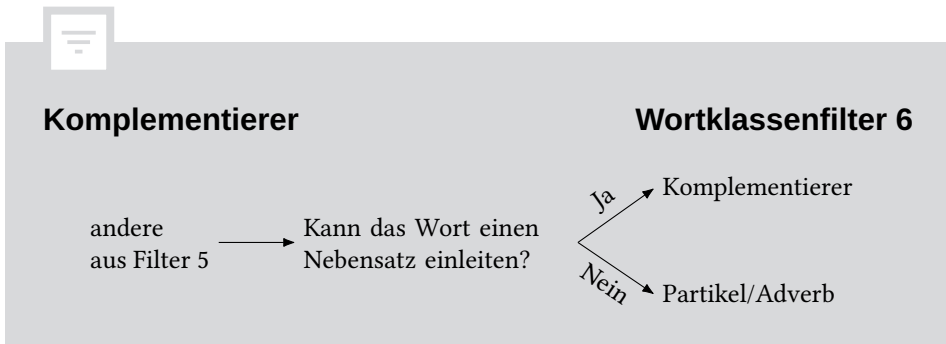 Komplementierer
Wortklassenfilter 6
andere
aus Filter 5
Kann das Wort einen
Nebensatz einleiten?
Ja
Komplementierer
Nein
Partikel/Adverb